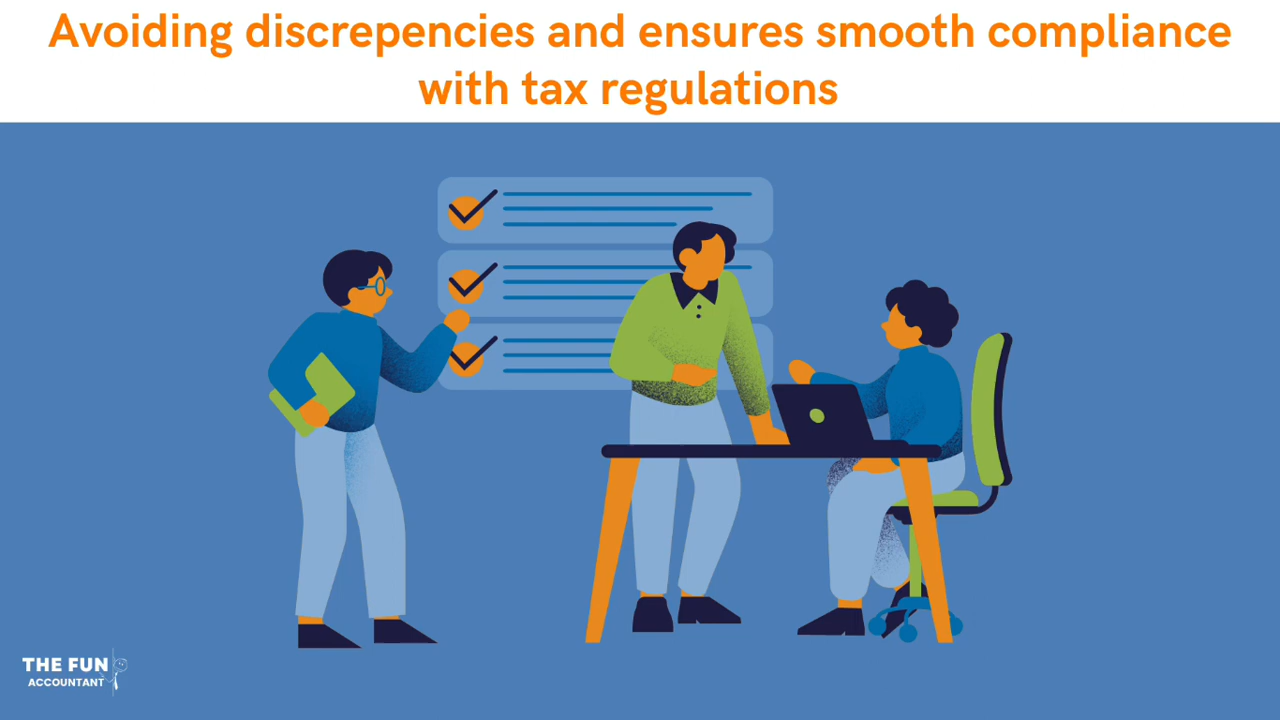 Avoiding discrepencies and ensures smooth compliance
with tax regulations
THE FUN
ACCOUNTANT